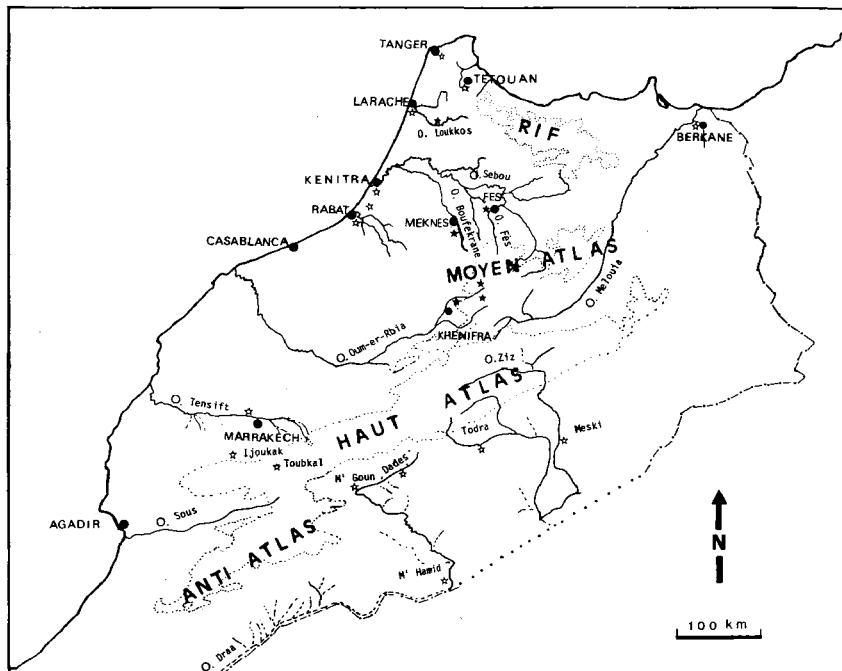 TANGER
TETOUAN
LARACHE
O. Loukkos
RIF
BERKANE
KENITRA
O. Sebou
RABAT
FES
MEKNES
O. Boufekrane
O. Fes
CASABLANCA
MOYEN ATLAS
O. Melouia
KHENIFRA
O. Oum-er-Rbia
O. Ziz
O. Tensift
HAUT ATLAS
MARRAKECH
Ijoukak
Toubkal
Todra
Meski
M' Goun
Dades
AGADIR
O. Sous
ANTI ATLAS
M' Hamid
O. Draa
N
100 km